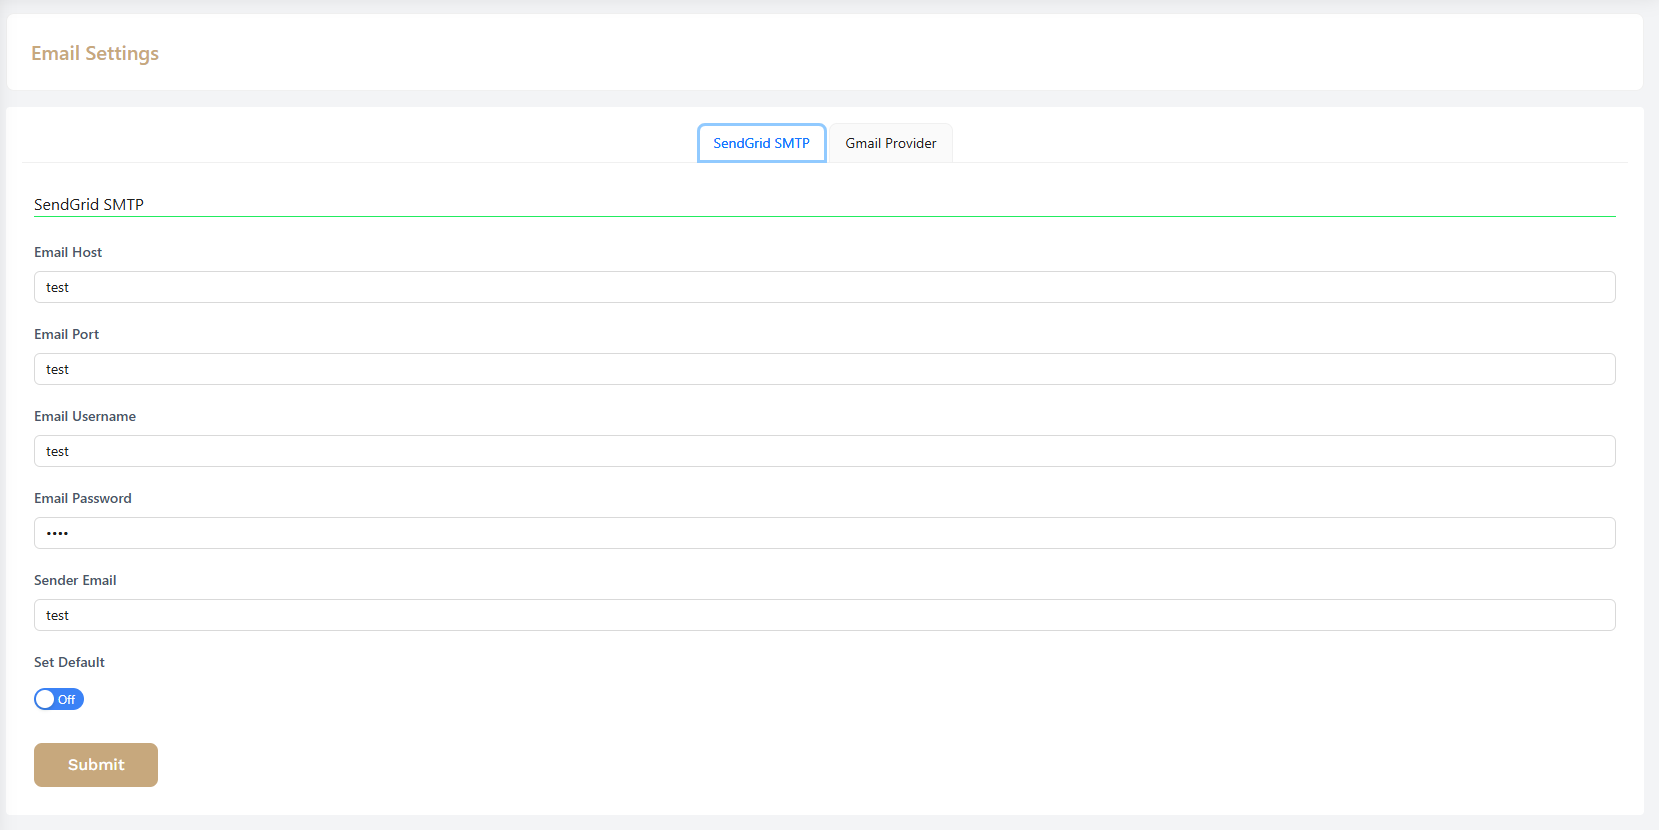 Email Settings
SendGrid SMTP
Gmail Provider
SendGrid SMTP
Email Host
test
Email Port
test
Email Username
test
Email Password
••••
Sender Email
test
Set Default
Off
Submit